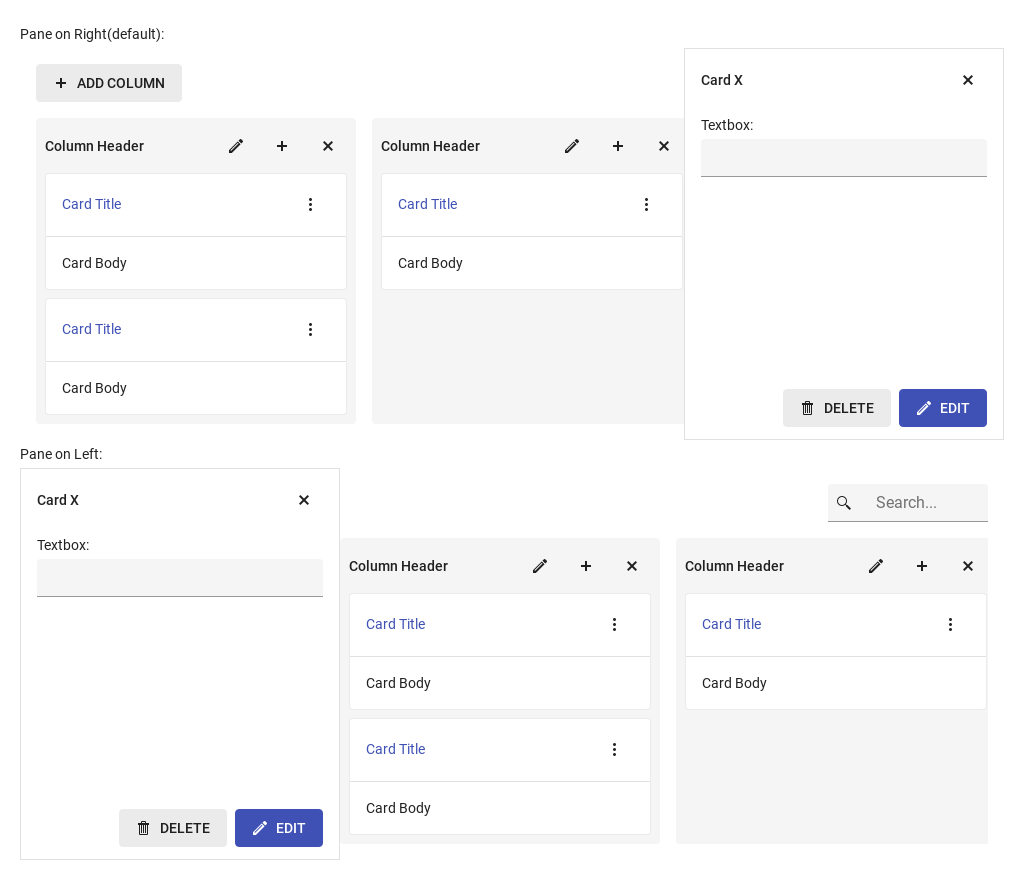 Pane on Right(default):
ADD COLUMN
Column Header
Card Title
Card Body
Card Title
Card Body
Column Header
Card Title
Card Body
Card X
Textbox:
DELETE
EDIT
Pane on Left:
Card X
Textbox:
DELETE
EDIT
Search...
Column Header
Card Title
Card Body
Card Title
Card Body
Column Header
Card Title
Card Body